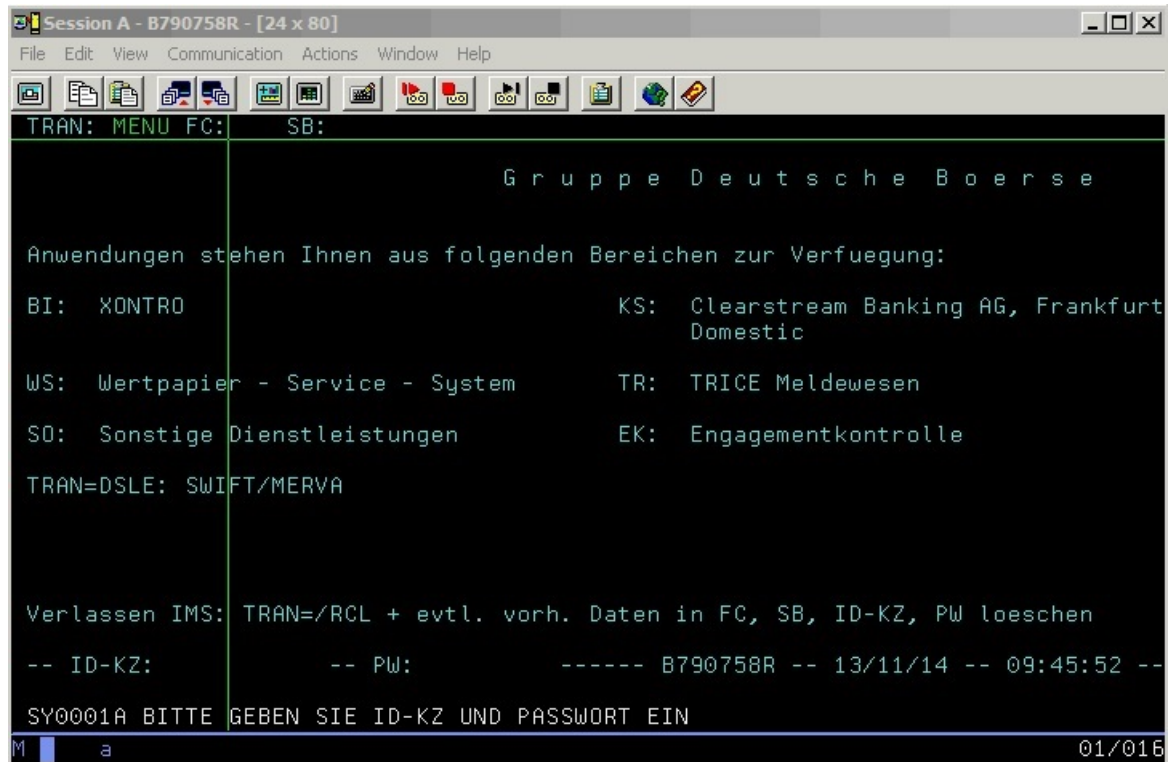 Session A - B790758R - [24 x 80]
File Edit View Communication Actions Window Help
TRAN: MENU FC: SB:
Gruppe Deutsche Boerse
Anwendungen stehen Ihnen aus folgenden Bereichen zur Verfuegung:
BI: XONTRO KS: Clearstream Banking AG, Frankfurt
Domestic
WS: Wertpapier - Service - System TR: TRICE Meldewesen
SO: Sonstige Dienstleistungen EK: Engagementkontrolle
TRAN=DSLE: SWIFT/MERVA
Verlassen IMS: TRAN=/RCL + evtl. vorh. Daten in FC, SB, ID-KZ, PW loeschen
-- ID-KZ: -- PW: ------ B790758R -- 13/11/14 -- 09:45:52 --
SY0001A BITTE GEBEN SIE ID-KZ UND PASSWORT EIN
M a 01/016